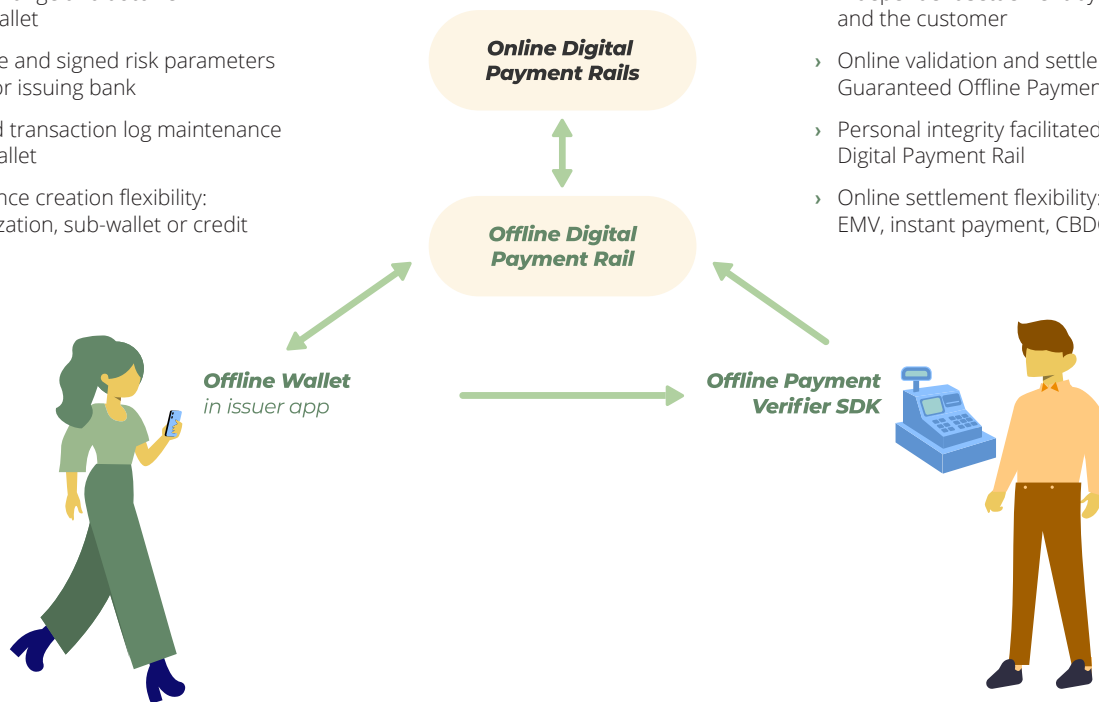 allet
e and signed risk parameters
or issuing bank
d transaction log maintenance
allet
nce creation flexibility:
zation, sub-wallet or credit
Online Digital
Payment Rails
Offline Digital
Payment Rail
and the customer
› Online validation and settle
Guaranteed Offline Paymen
› Personal integrity facilitated
Digital Payment Rail
› Online settlement flexibility:
EMV, instant payment, CBD
Offline Wallet
in issuer app
Offline Payment
Verifier SDK